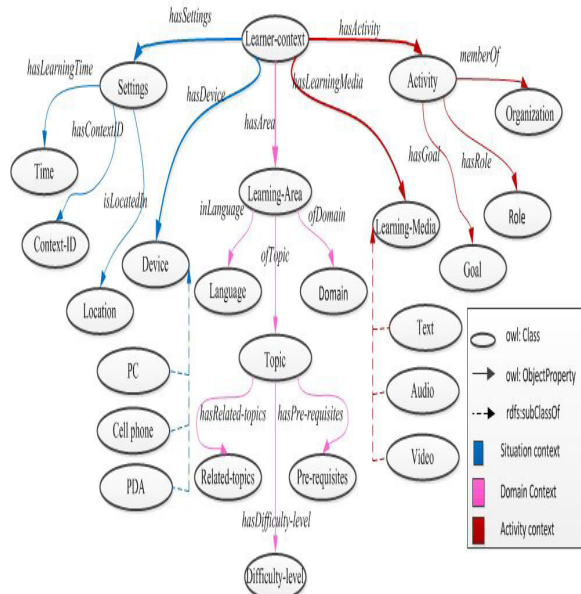 hasSettings
Learner-context
hasActivity
memberOf
hasLearningTime
Settings
hasDevice
hasLearningMedia
Activity
Organization
hasContextID
hasArea
hasGoal
hasRole
Time
isLocatedIn
Learning-Area
Learning-Media
Role
inLanguage
ofDomain
Context-ID
Device
ofTopic
Goal
Language
Domain
Location
Text
owl: Class
Topic
owl: ObjectProperty
PC
rdfs:subClassOf
Audio
hasRelated-topics
hasPre-requisites
Cell phone
Situation context
Video
Related-topics
Pre-requisites
PDA
Domain Context
hasDifficulty-level
Activity context
Difficulty-level